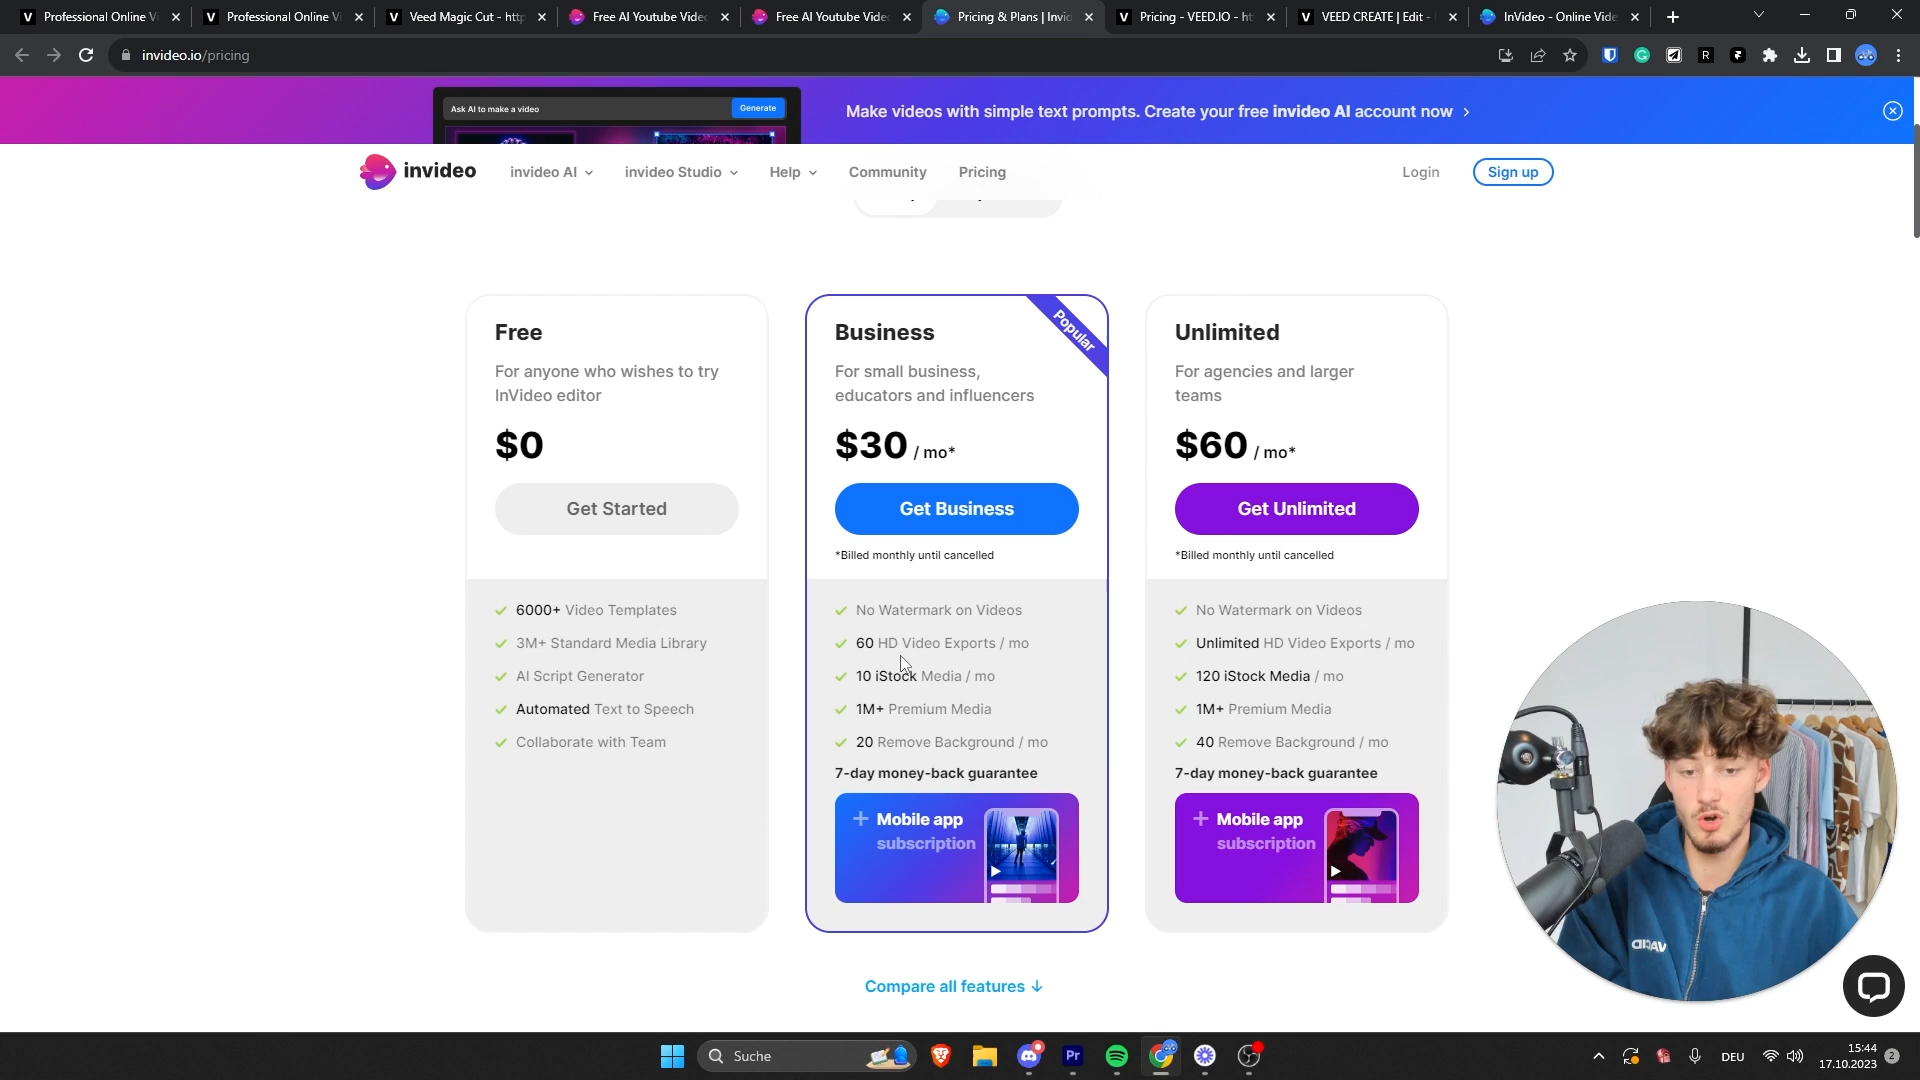 Professional Online Vi
Professional Online Vi
Veed Magic Cut - http
Free AI Youtube Videc
Free AI Youtube Videc
Pricing & Plans | Invid
Pricing - VEED.IO - ht
VEED CREATE | Edit -
InVideo - Online Vide
invideo.io/pricing
Ask AI to make a video
Generate
Make videos with simple text prompts. Create your free invideo AI account now >
invideo
invideo AI
invideo Studio
Help
Community
Pricing
Login
Sign up
Free
For anyone who wishes to try
InVideo editor
$0
Get Started
6000+ Video Templates
3M+ Standard Media Library
AI Script Generator
Automated Text to Speech
Collaborate with Team
Popular
Business
For small business,
educators and influencers
$30 / mo*
Get Business
*Billed monthly until cancelled
No Watermark on Videos
60 HD Video Exports / mo
10 iStock Media / mo
1M+ Premium Media
20 Remove Background / mo
7-day money-back guarantee
+ Mobile app
subscription
Unlimited
For agencies and larger
teams
$60 / mo*
Get Unlimited
*Billed monthly until cancelled
No Watermark on Videos
Unlimited HD Video Exports / mo
120 iStock Media / mo
1M+ Premium Media
40 Remove Background / mo
7-day money-back guarantee
+ Mobile app
subscription
Compare all features ↓
Suche
Pr
DEU
15:44
17.10.2023
2